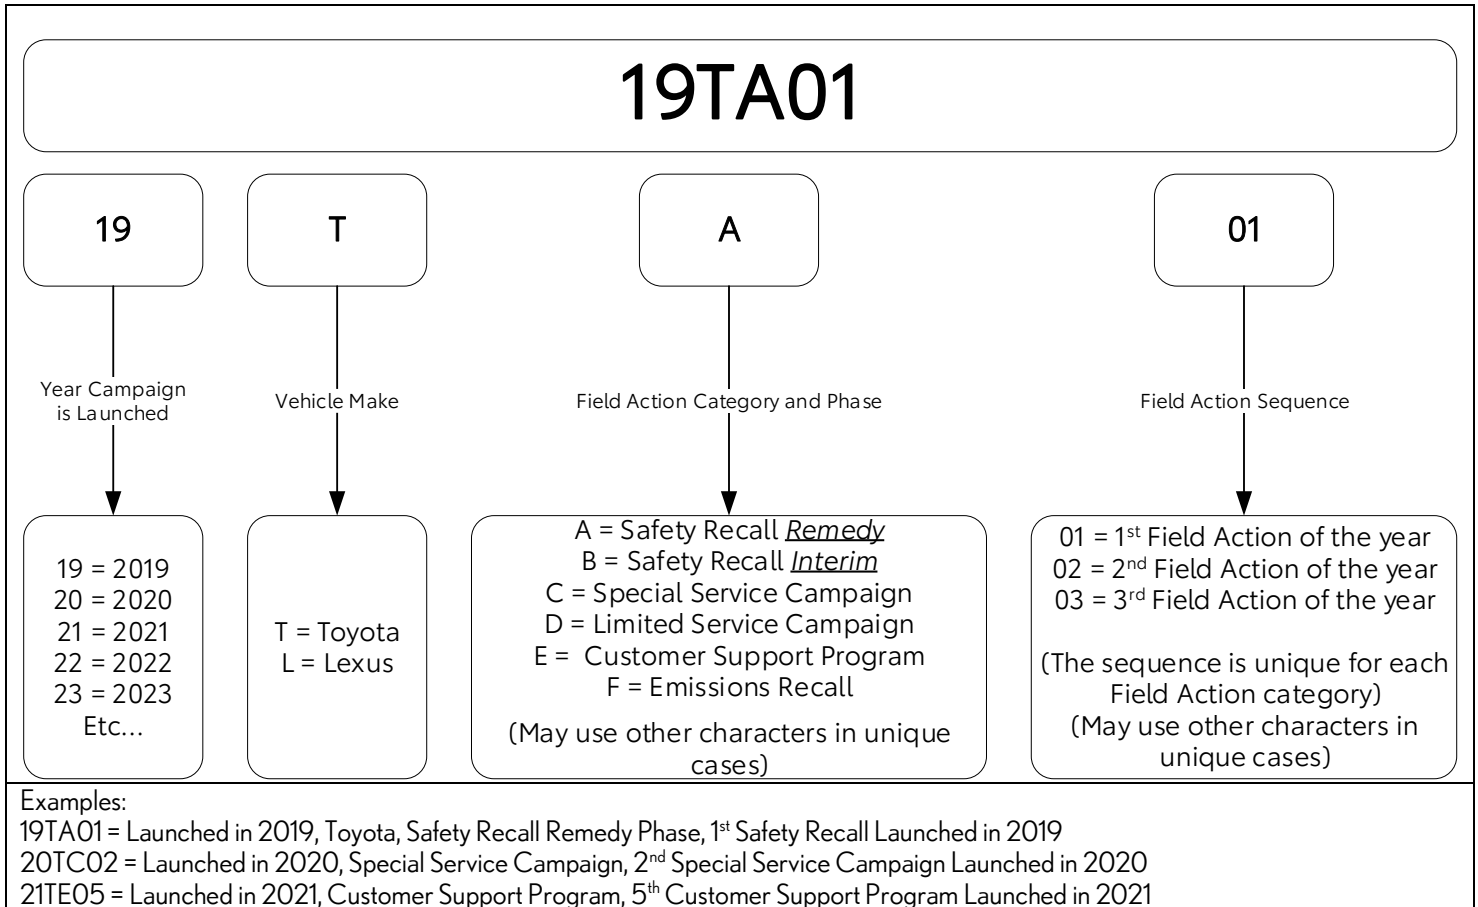 19TA01
19
T
A
01
Year Campaign
is Launched
Vehicle Make
Field Action Category and Phase
Field Action Sequence
19 = 2019
20 = 2020
21 = 2021
22 = 2022
23 = 2023
Etc...
T = Toyota
L = Lexus
A = Safety Recall Remedy
B = Safety Recall Interim
C = Special Service Campaign
D = Limited Service Campaign
E = Customer Support Program
F = Emissions Recall
(May use other characters in unique
cases)
01 = 1st Field Action of the year
02 = 2nd Field Action of the year
03 = 3rd Field Action of the year
(The sequence is unique for each
Field Action category)
(May use other characters in
unique cases)
Examples:
19TA01 = Launched in 2019, Toyota, Safety Recall Remedy Phase, 1st Safety Recall Launched in 2019
20TC02 = Launched in 2020, Special Service Campaign, 2nd Special Service Campaign Launched in 2020
21TE05 = Launched in 2021, Customer Support Program, 5th Customer Support Program Launched in 2021